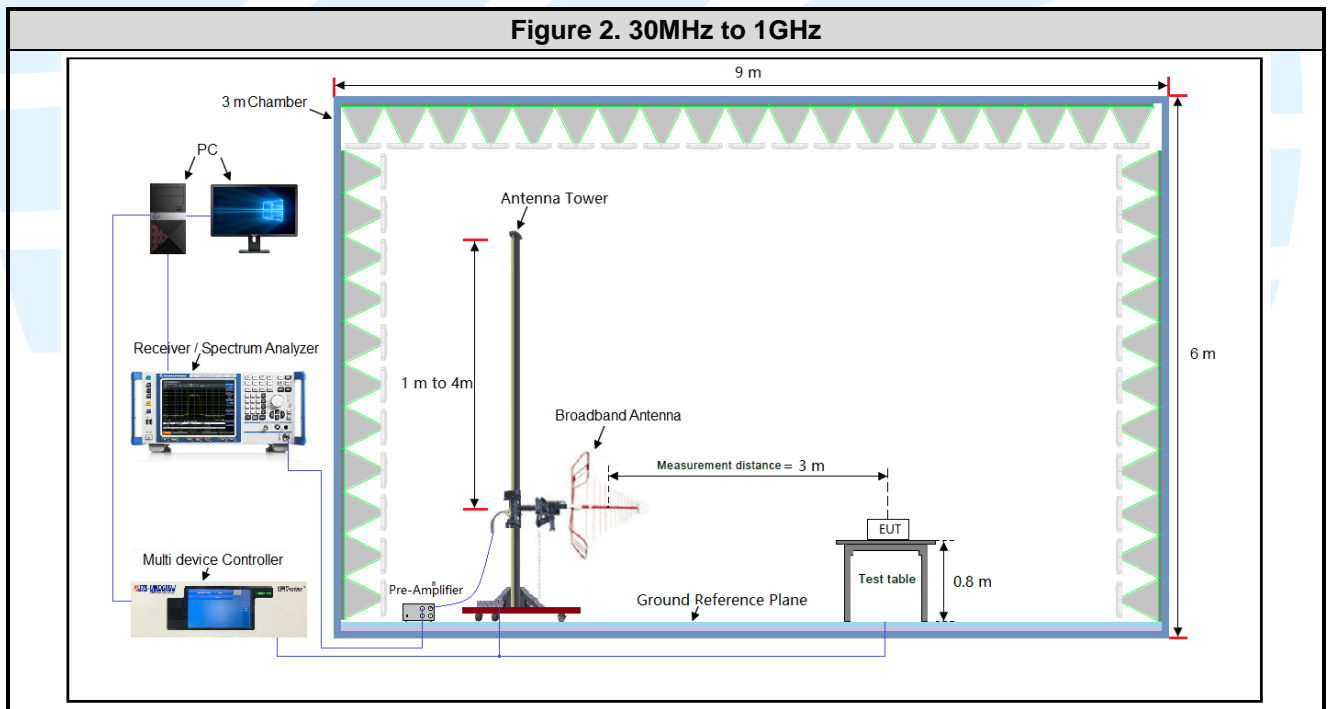 Figure 2. 30MHz to 1GHz
9 m
3 m Chamber
PC
Antenna Tower
Receiver / Spectrum Analyzer
1 m to 4m
6 m
Broadband Antenna
Measurement distance = 3 m
EUT
Multi device Controller
Test table
0.8 m
Pre-Amplifier
Ground Reference Plane